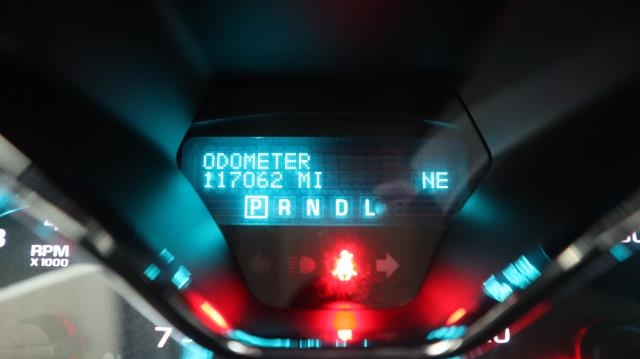 ODOMETER
117062 MI NE
P R N D L
RPM
X1000
7